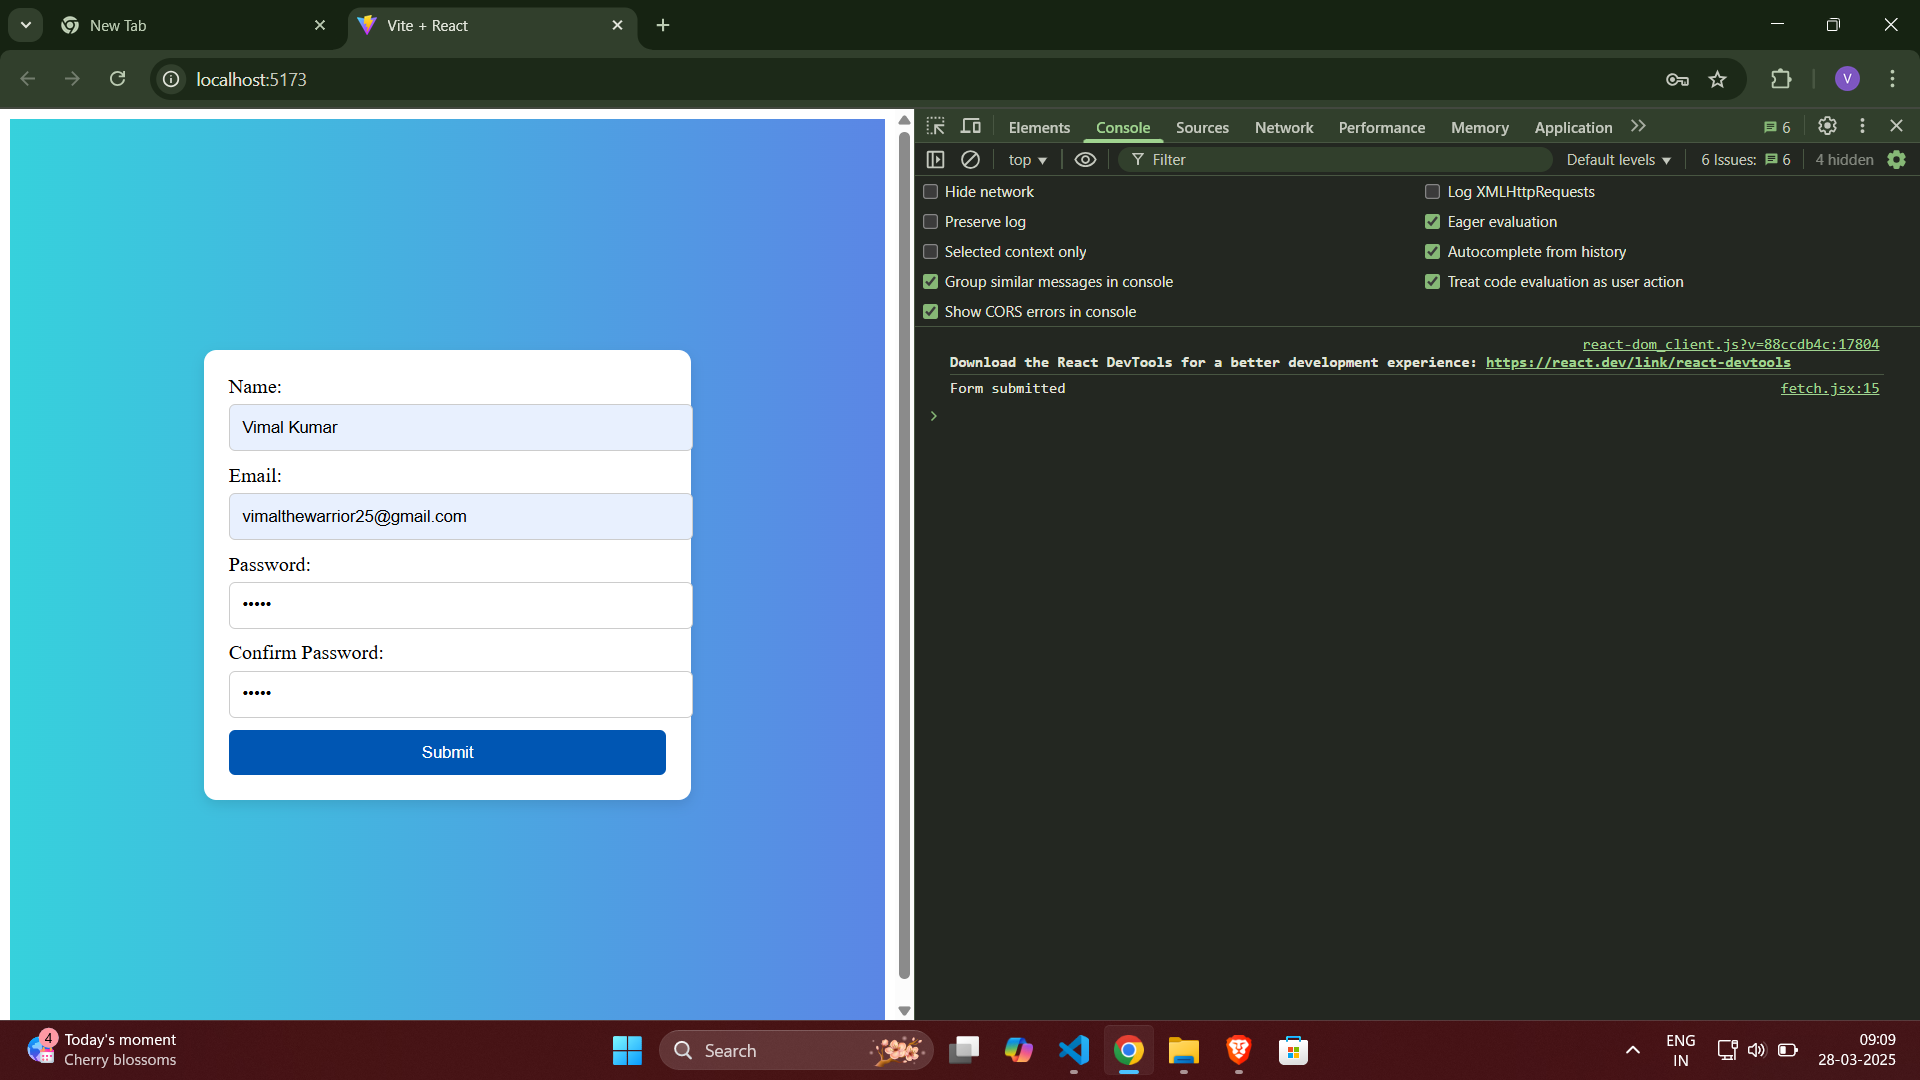 New Tab
Vite + React
localhost:5173
V
Elements Console Sources Network Performance Memory Application 6
top Filter Default levels 6 Issues: 6 4 hidden
Hide network
Log XMLHttpRequests
Preserve log
Eager evaluation
Selected context only
Autocomplete from history
Group similar messages in console
Treat code evaluation as user action
Show CORS errors in console
react-dom_client.js?v=88ccdb4c:17804
Download the React DevTools for a better development experience: https://react.dev/link/react-devtools
Form submitted fetch.jsx:15
Name:
Vimal Kumar
Email:
vimalthewarrior25@gmail.com
Password:
•••••
Confirm Password:
•••••
Submit
4
Today's moment
Cherry blossoms
Search
ENG
IN
09:09
28-03-2025